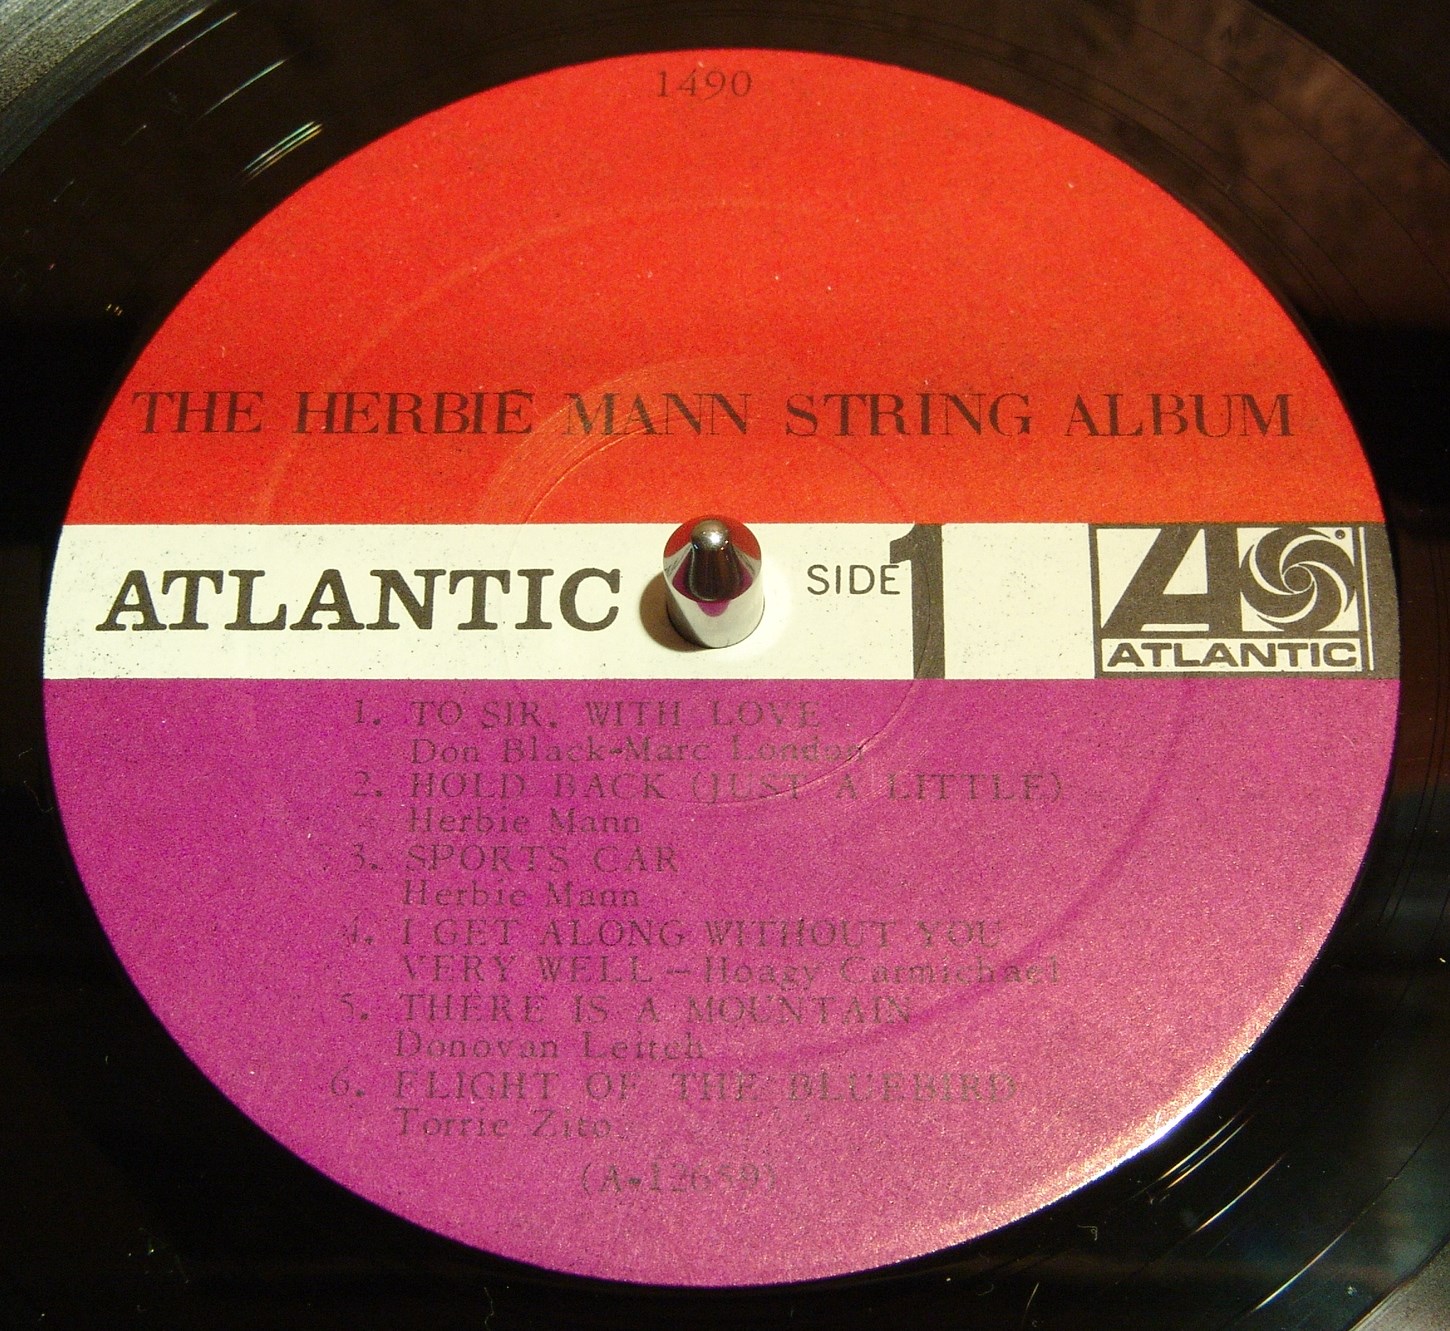 1490
THE HERBIE MANN STRING ALBUM
ATLANTIC
SIDE 1
ATLANTIC
1. TO SIR, WITH LOVE
Don Black-Marc London
2. HOLD BACK (JUST A LITTLE)
Herbie Mann
3. SPORTS CAR
Herbie Mann
4. I GET ALONG WITHOUT YOU
VERY WELL - Hoagy Carmichael
5. THERE IS A MOUNTAIN
Donovan Leitch
6. FLIGHT OF THE BLUEBIRD
Torrie Zito